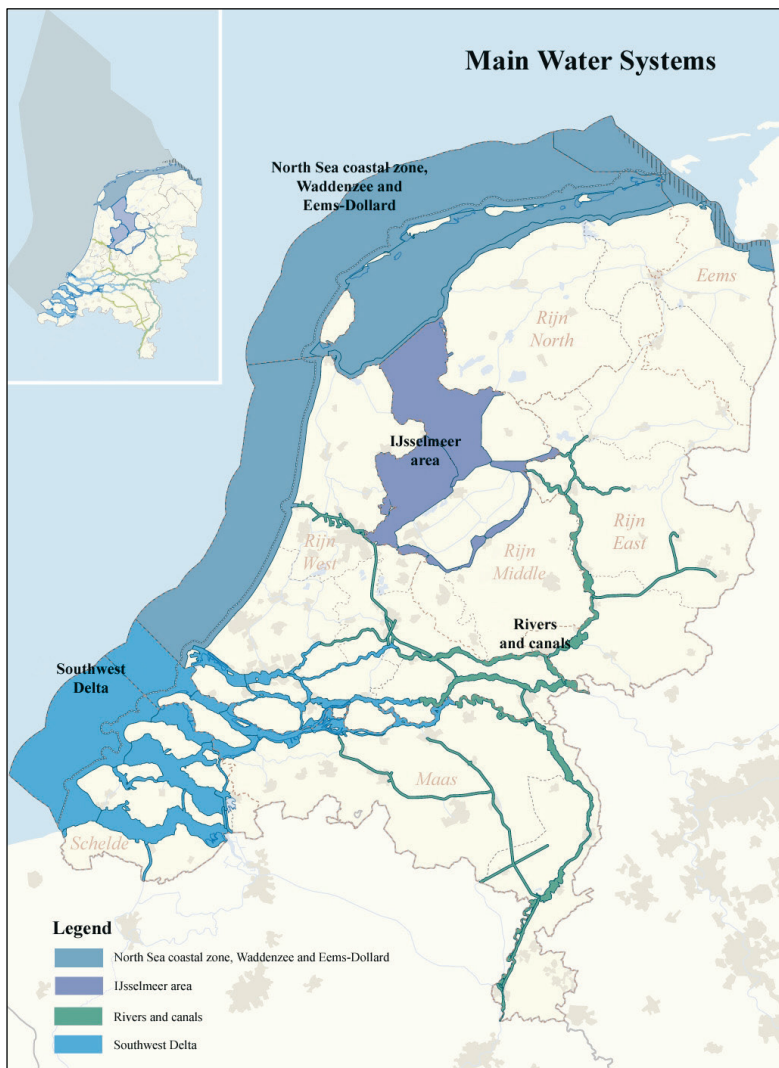 Main Water Systems
North Sea coastal zone,
Waddenzee and
Eems-Dollard
Eems
Rijn
North
IJsselmeer
area
Rijn
West
Rijn
Middle
Rijn
East
Rivers
and canals
Southwest
Delta
Maas
Schelde
Legend
North Sea coastal zone, Waddenzee and Eems-Dollard
IJsselmeer area
Rivers and canals
Southwest Delta